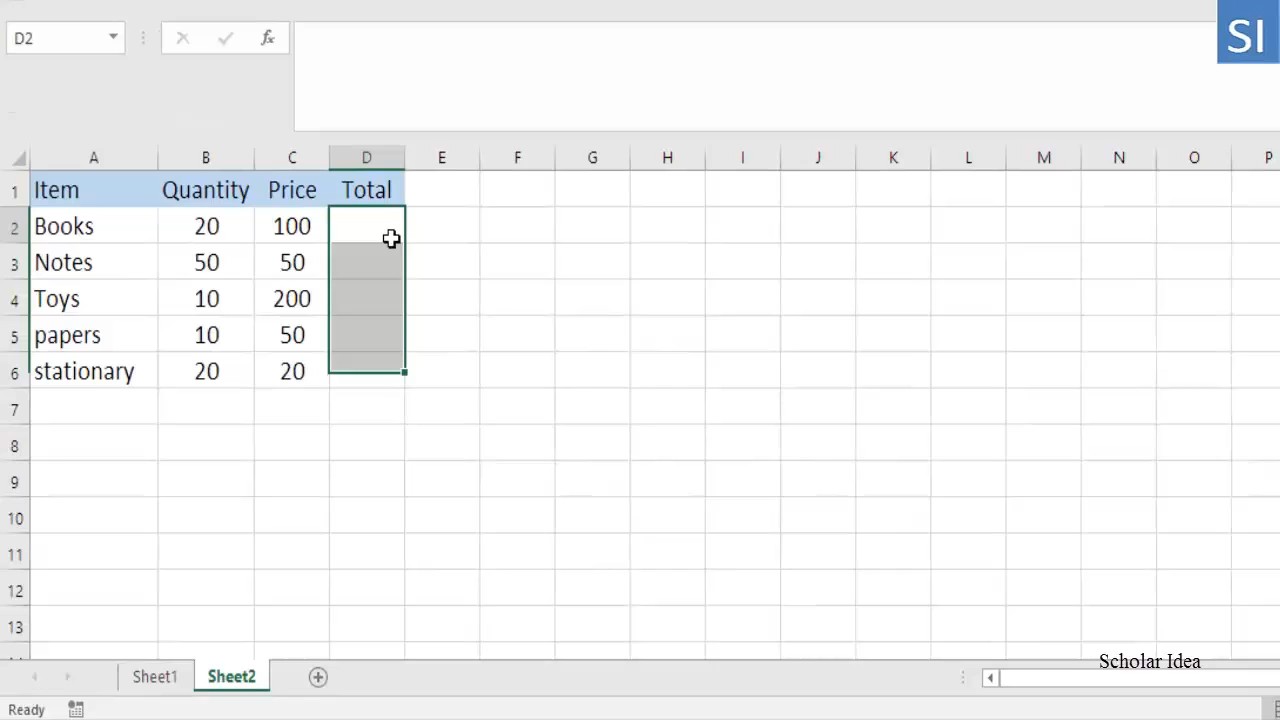 D2 fx
SI
A B C D E F G H I J K L M N O P
1 Item Quantity Price Total
2 Books 20 100
3 Notes 50 50
4 Toys 10 200
5 papers 10 50
6 stationary 20 20
7
8
9
10
11
12
13
Scholar Idea
Sheet1 Sheet2
Ready